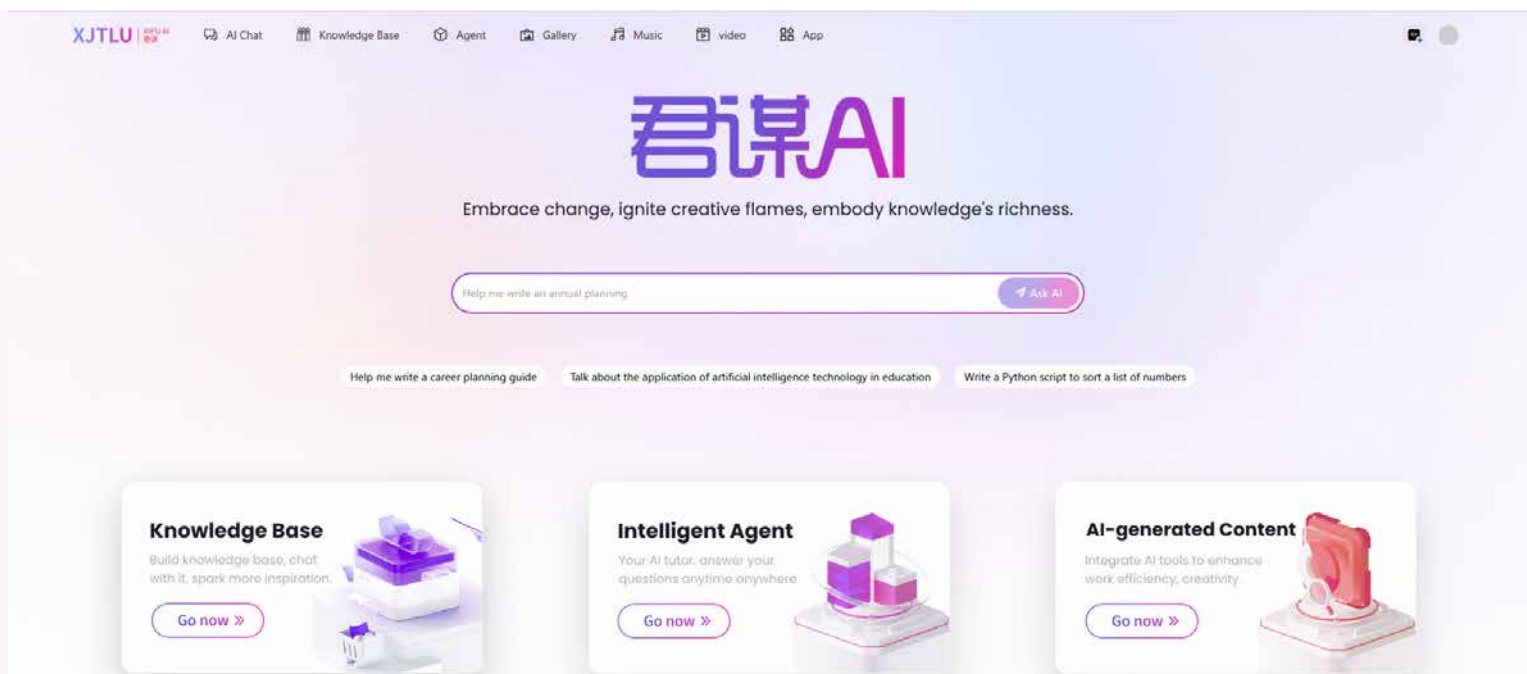 XJTLU XIPU AI 君谋 AI Chat Knowledge Base Agent Gallery Music video App
君谋AI
Embrace change, ignite creative flames, embody knowledge's richness.
Help me write an annual planning Ask AI
Help me write a career planning guide Talk about the application of artificial intelligence technology in education Write a Python script to sort a list of numbers
Knowledge Base
Build knowledge base, chat
with it, spark more inspiration.
Go now »
Intelligent Agent
Your AI tutor, answer your
questions anytime anywhere
Go now »
AI-generated Content
Integrate AI tools to enhance
work efficiency, creativity.
Go now »